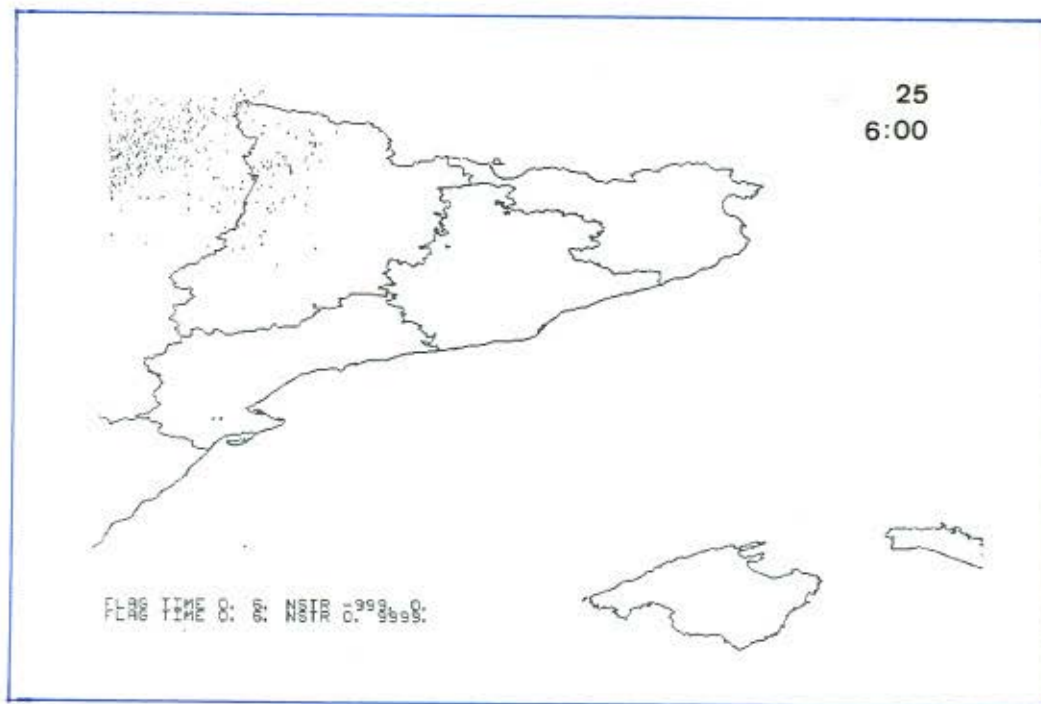 25
6:00
FLAG TIME 0. 6. NSTR -999. 0.
FLAG TIME 0. 6. NSTR 0. 9999.